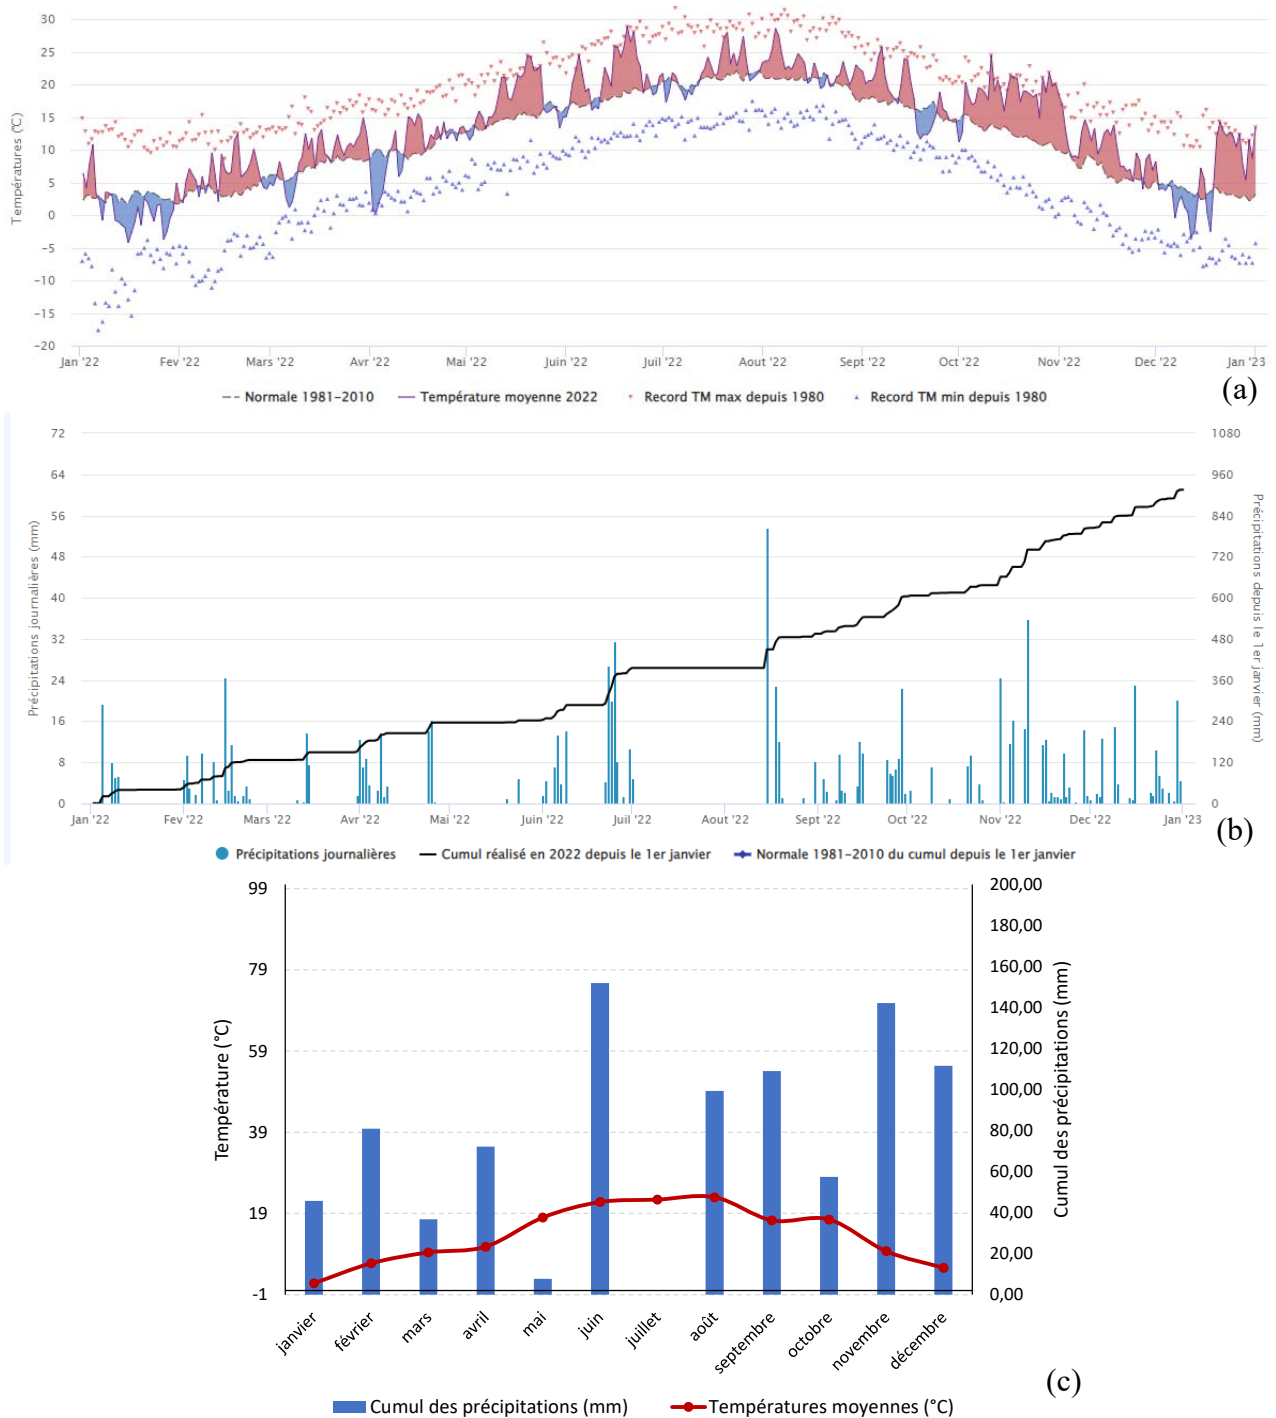 30
25
20
15
10
5
0
−5
−10
−15
−20
Températures (°C)
Jan '22 Fev '22 Mars '22 Avr '22 Mai '22 Juin '22 Juil '22 Aout '22 Sept '22 Oct '22 Nov '22 Dec '22 Jan '23
Normale 1981−2010 Température moyenne 2022 Record TM max depuis 1980 Record TM min depuis 1980
(a)
72 1080
64 960
56 840
48 720
40 600
32 480
24 360
16 240
8 120
0 0
Précipitations journalières (mm)
Précipitations depuis le 1er janvier (mm)
Jan '22 Fev '22 Mars '22 Avr '22 Mai '22 Juin '22 Juil '22 Aout '22 Sept '22 Oct '22 Nov '22 Dec '22 Jan '23
(b)
Précipitations journalières Cumul réalisé en 2022 depuis le 1er janvier Normale 1981−2010 du cumul depuis le 1er janvier
99
79
59
39
19
-1
Température (°C)
200,00
180,00
160,00
140,00
120,00
100,00
80,00
60,00
40,00
20,00
0,00
Cumul des précipitations (mm)
janvier février mars avril mai juin juillet août septembre octobre novembre décembre
(c)
Cumul des précipitations (mm) Températures moyennes (°C)